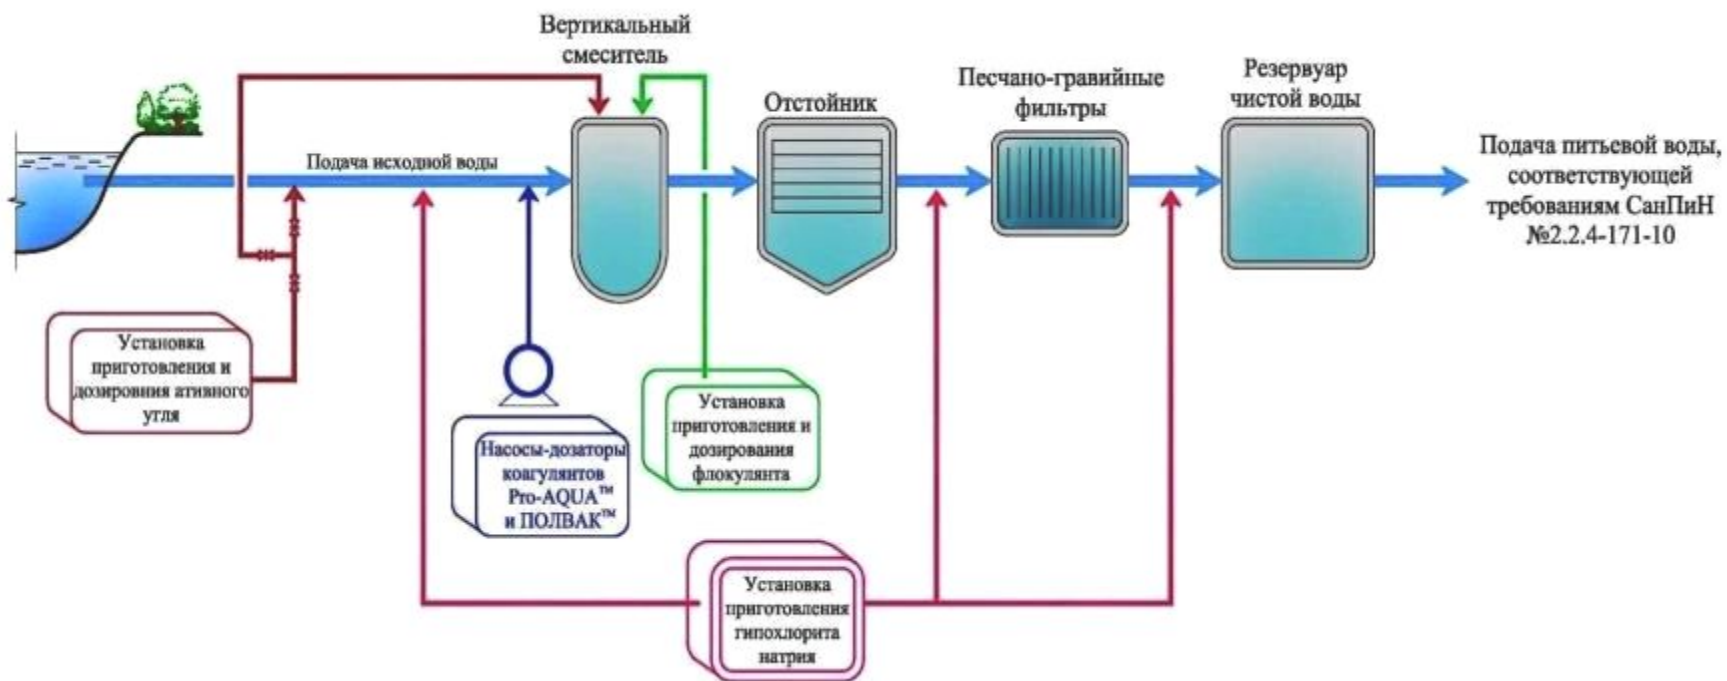 Вертикальный
смеситель
Отстойник
Песчано-гравийные
фильтры
Резервуар
чистой воды
Подача исходной воды
Подача питьевой воды,
соответствующей
требованиям СанПиН
№2.2.4-171-10
Установка
приготовления и
дозировния ативного
угля
Насосы-дозаторы
коагулянтов
Pro-AQUA™
и ПОЛВАК™
Установка
приготовления и
дозирования
флокулянта
Установка
приготовления
гипохлорита
натрия